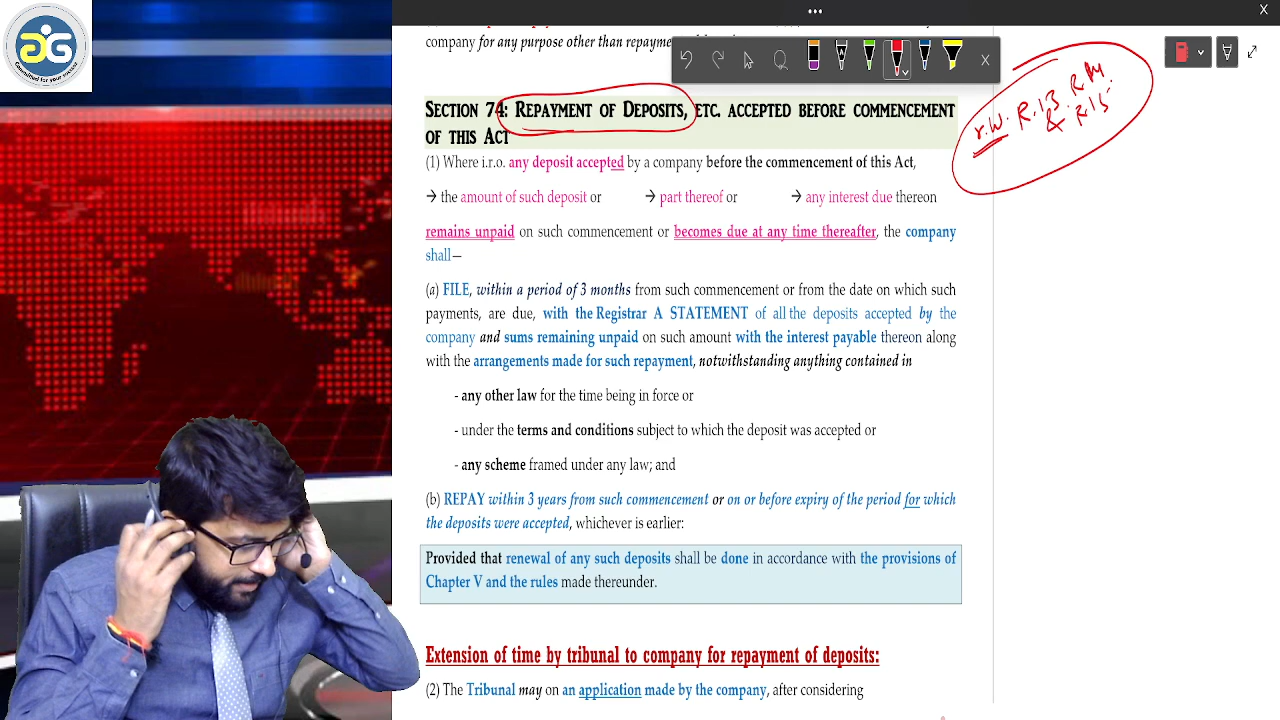 company for any purpose other than
SECTION 74: REPAYMENT OF DEPOSITS, ETC. ACCEPTED BEFORE COMMENCEMENT
OF THIS ACT
r.w. R.13
&
(1) Where i.r.o. any deposit accepted by a company before the commencement of this Act,
→ the amount of such deposit or → part thereof or → any interest due thereon
remains unpaid on such commencement or becomes due at any time thereafter, the company
shall—
(a) FILE, within a period of 3 months from such commencement or from the date on which such
payments, are due, with the Registrar A STATEMENT of all the deposits accepted by the
company and sums remaining unpaid on such amount with the interest payable thereon along
with the arrangements made for such repayment, notwithstanding anything contained in
- any other law for the time being in force or
- under the terms and conditions subject to which the deposit was accepted or
- any scheme framed under any law; and
(b) REPAY within 3 years from such commencement or on or before expiry of the period for which
the deposits were accepted, whichever is earlier:
Provided that renewal of any such deposits shall be done in accordance with the provisions of
Chapter V and the rules made thereunder.
Extension of time by tribunal to company for repayment of deposits:
(2) The Tribunal may on an application made by the company, after considering